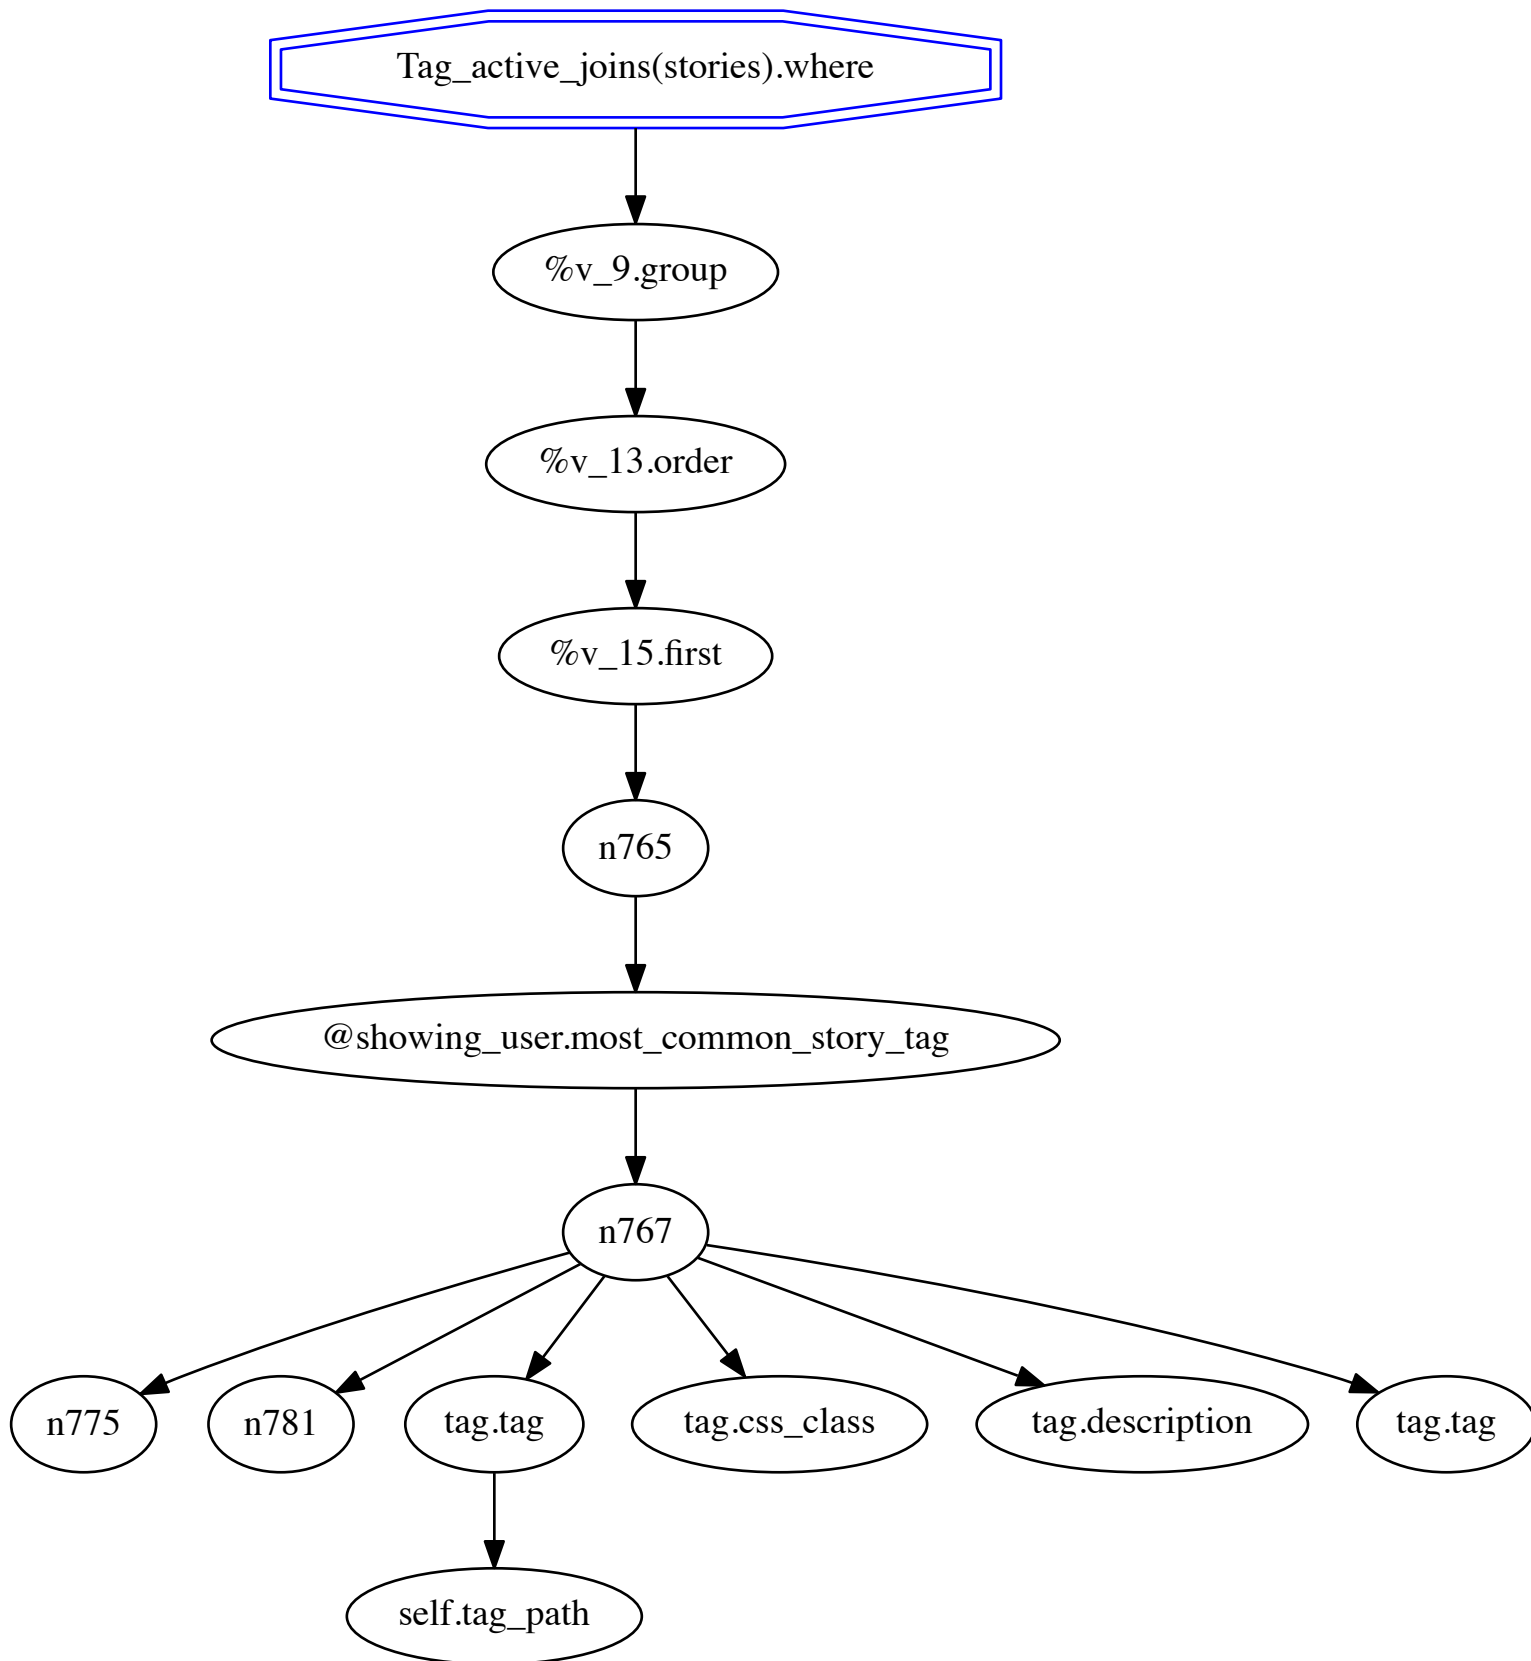 Tag_active_joins(stories).where
%v_9.group
%v_13.order
%v_15.first
n765
@showing_user.most_common_story_tag
n767
n775
n781
tag.tag
tag.css_class
tag.description
tag.tag
self.tag_path